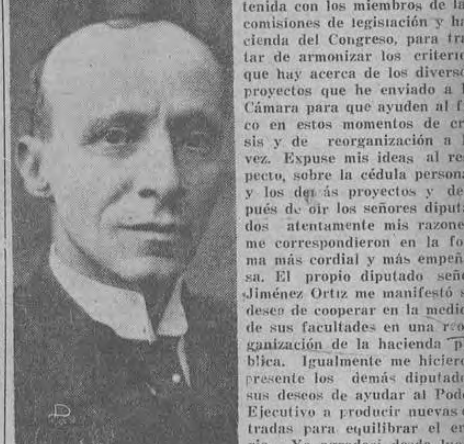 tenida con los miembros de la
comisiones de legislación y ha
cienda del Congreso, para tra
tar de armonizar los criterio
que hay acerca de los diverso
proyectos que he enviado a l
Cámara para que ayuden al f
co en estos momentos de cr
sis y de reorganización a l
vez. Expuse mis ideas al re
pecto, sobre la cédula persona
y los de ás proyectos y de
pués de oir los señores diput
dos atentamente mis razone
me correspondieron en la fo
ma más cordial y más empeñ
sa. El propio diputado seño
Jiménez Ortiz me manifestó s
deseo de cooperar en la medid
de sus facultades en una reo
ganización de la hacienda p
blica. Igualmente me hiciero
presente los demás diputado
sus deseos de ayudar al Pode
Ejecutivo a producir nuevas e
tradas para equilibrar el er